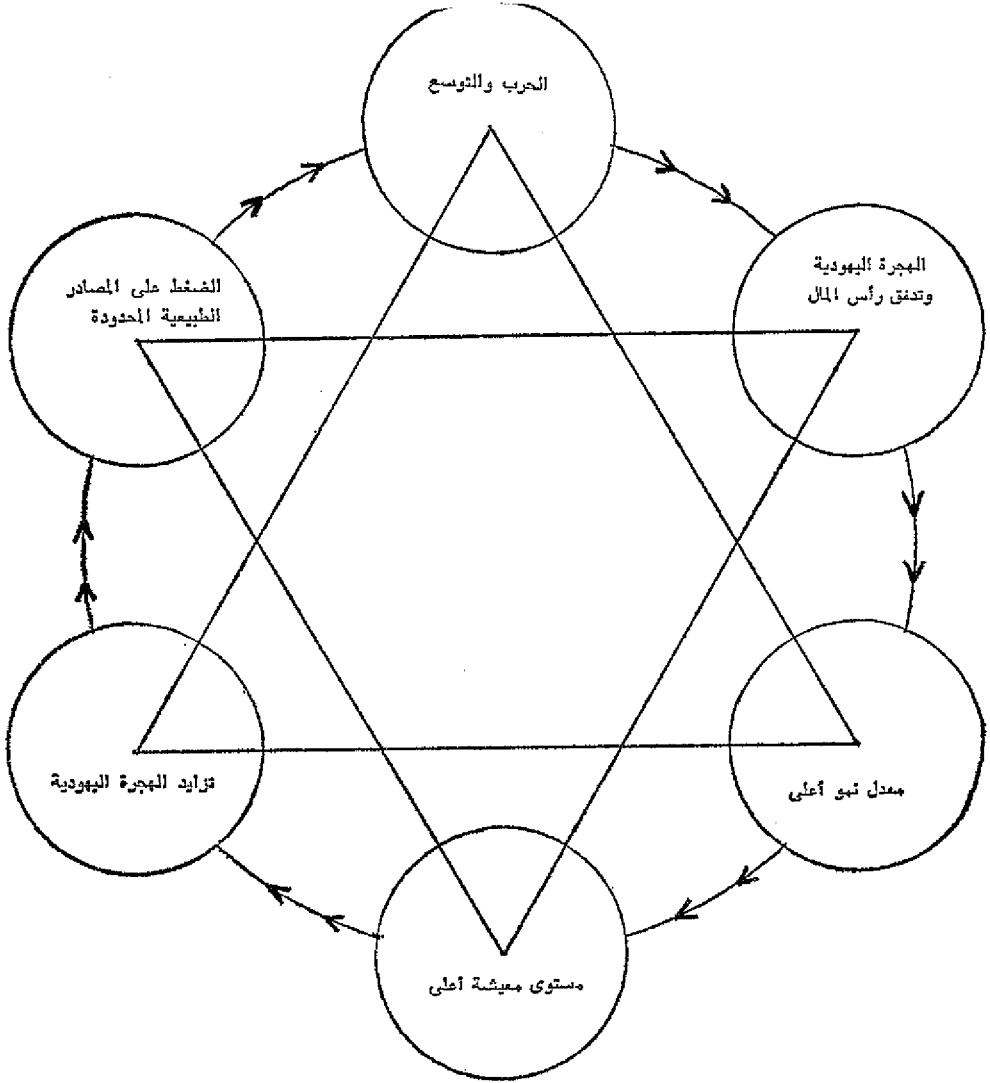 الحرب والتوسع
الهجرة اليهودية
وتدفق رأس المال
معدل نمو أعلى
مستوى معيشة أعلى
تزايد الهجرة اليهودية
الضغط على المصادر
الطبيعية المحدودة